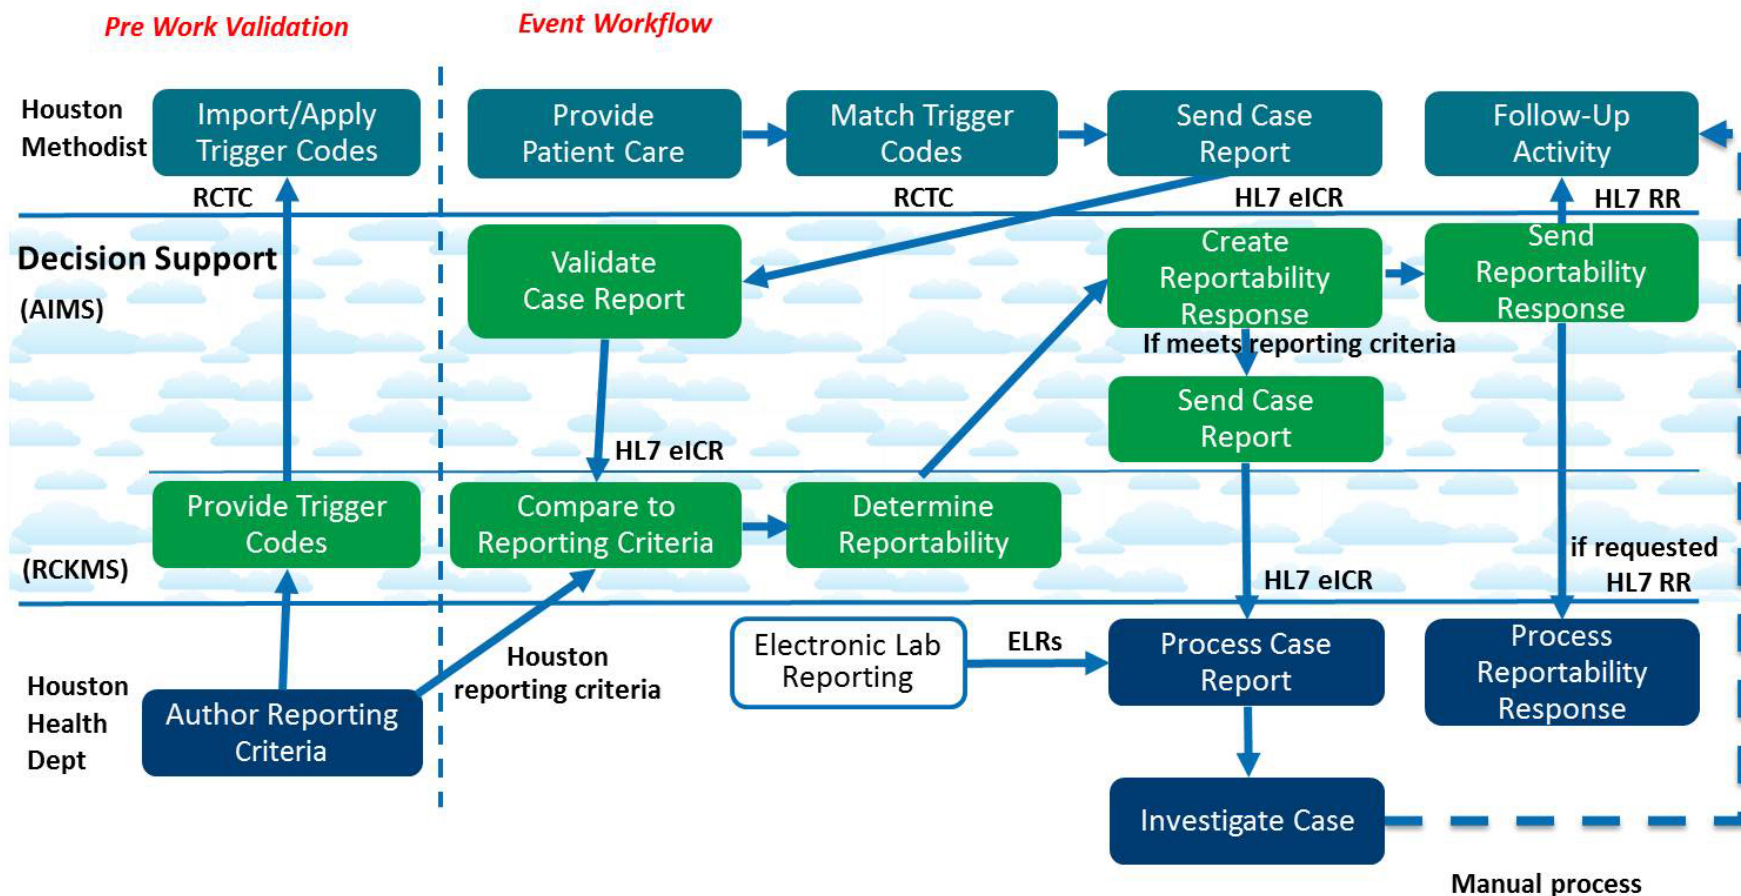 Pre Work Validation
Event Workflow
Houston
Methodist
Import/Apply
Trigger Codes
Provide
Patient Care
Match Trigger
Codes
Send Case
Report
Follow-Up
Activity
RCTC
RCTC
HL7 eICR
HL7 RR
Decision Support
(AIMS)
Validate
Case Report
Create
Reportability
Response
Send
Reportability
Response
If meets reporting criteria
Send Case
Report
HL7 eICR
Provide Trigger
Codes
Compare to
Reporting Criteria
Determine
Reportability
(RCKMS)
if requested
HL7 RR
HL7 eICR
Houston
Health
Dept
Author Reporting
Criteria
Houston
reporting criteria
Electronic Lab
Reporting
ELRs
Process Case
Report
Process
Reportability
Response
Investigate Case
Manual process